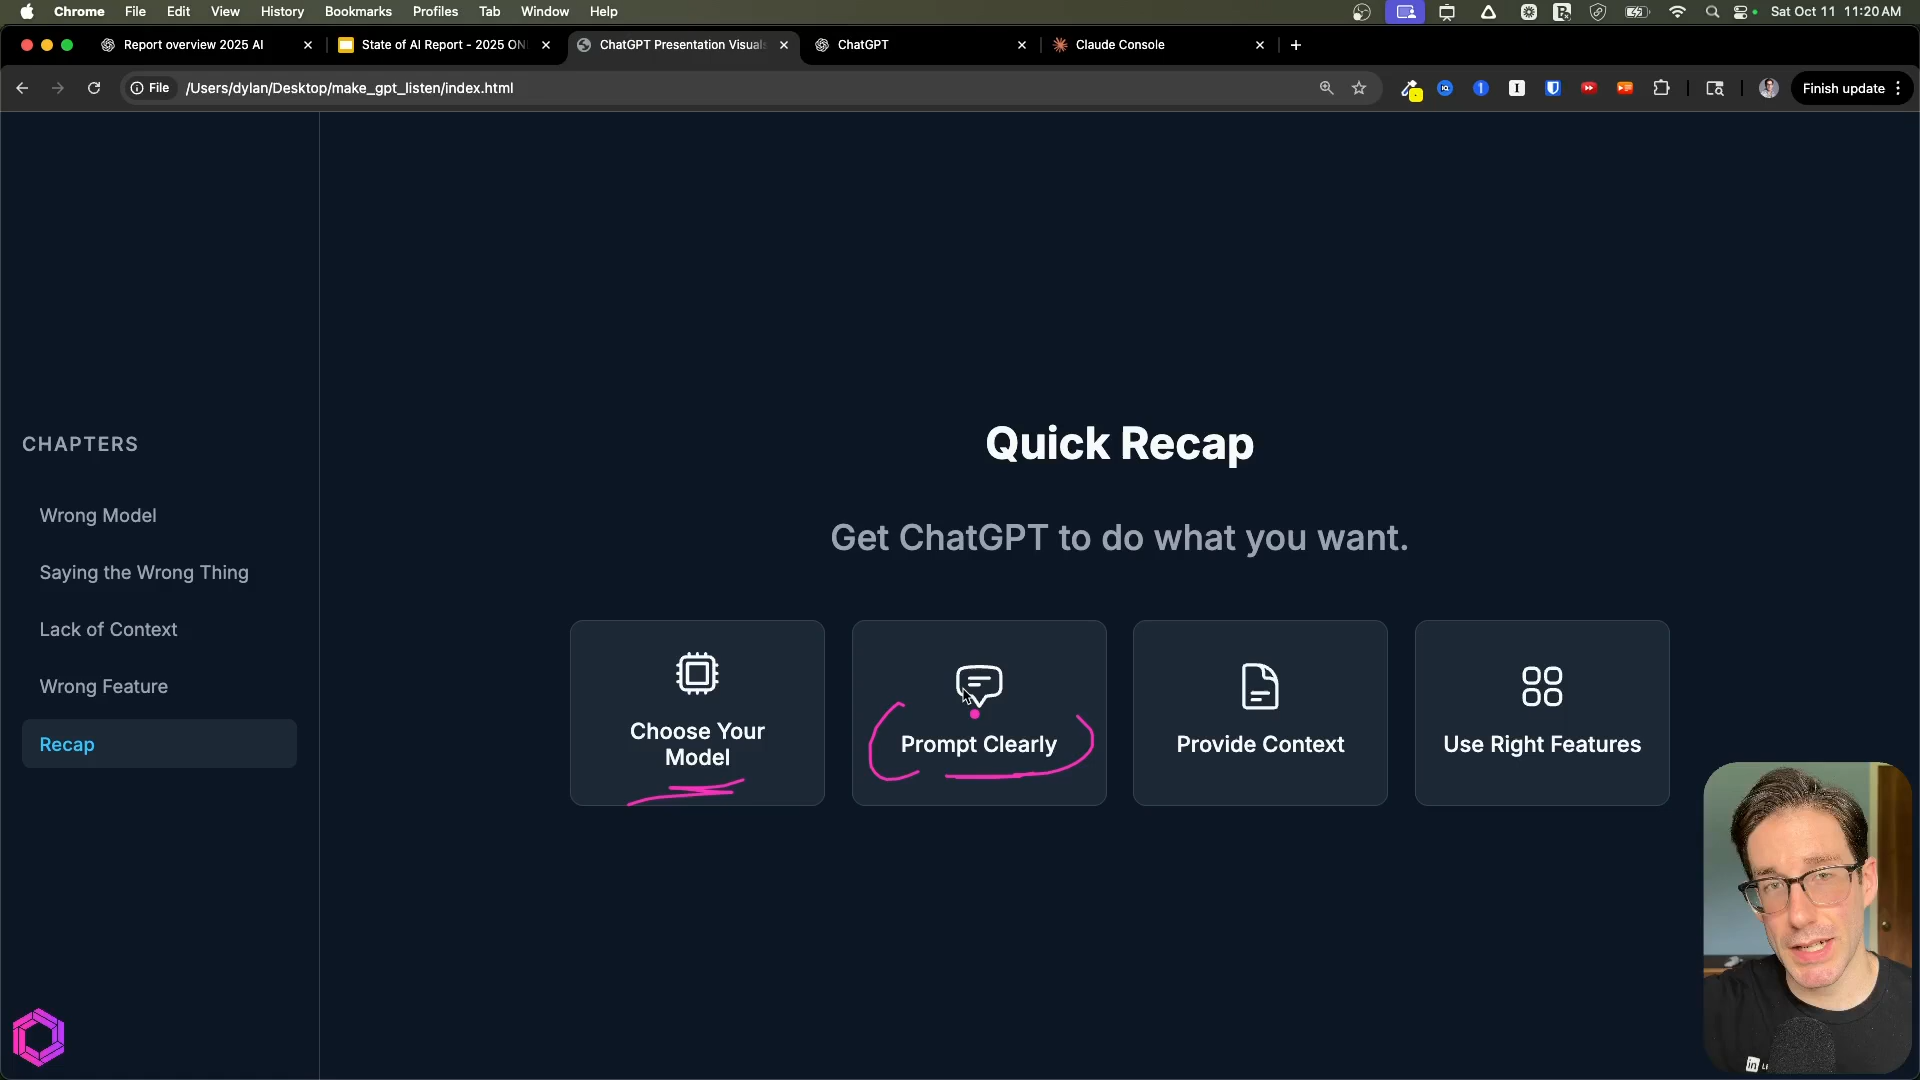 Chrome File Edit View History Bookmarks Profiles Tab Window Help Sat Oct 11 11:20 AM
Report overview 2025 AI
State of AI Report - 2025 ON
ChatGPT Presentation Visuals
ChatGPT
Claude Console
File /Users/dylan/Desktop/make_gpt_listen/index.html
Finish update
CHAPTERS
Wrong Model
Saying the Wrong Thing
Lack of Context
Wrong Feature
Recap
Quick Recap
Get ChatGPT to do what you want.
Choose Your
Model
Prompt Clearly
Provide Context
Use Right Features
in